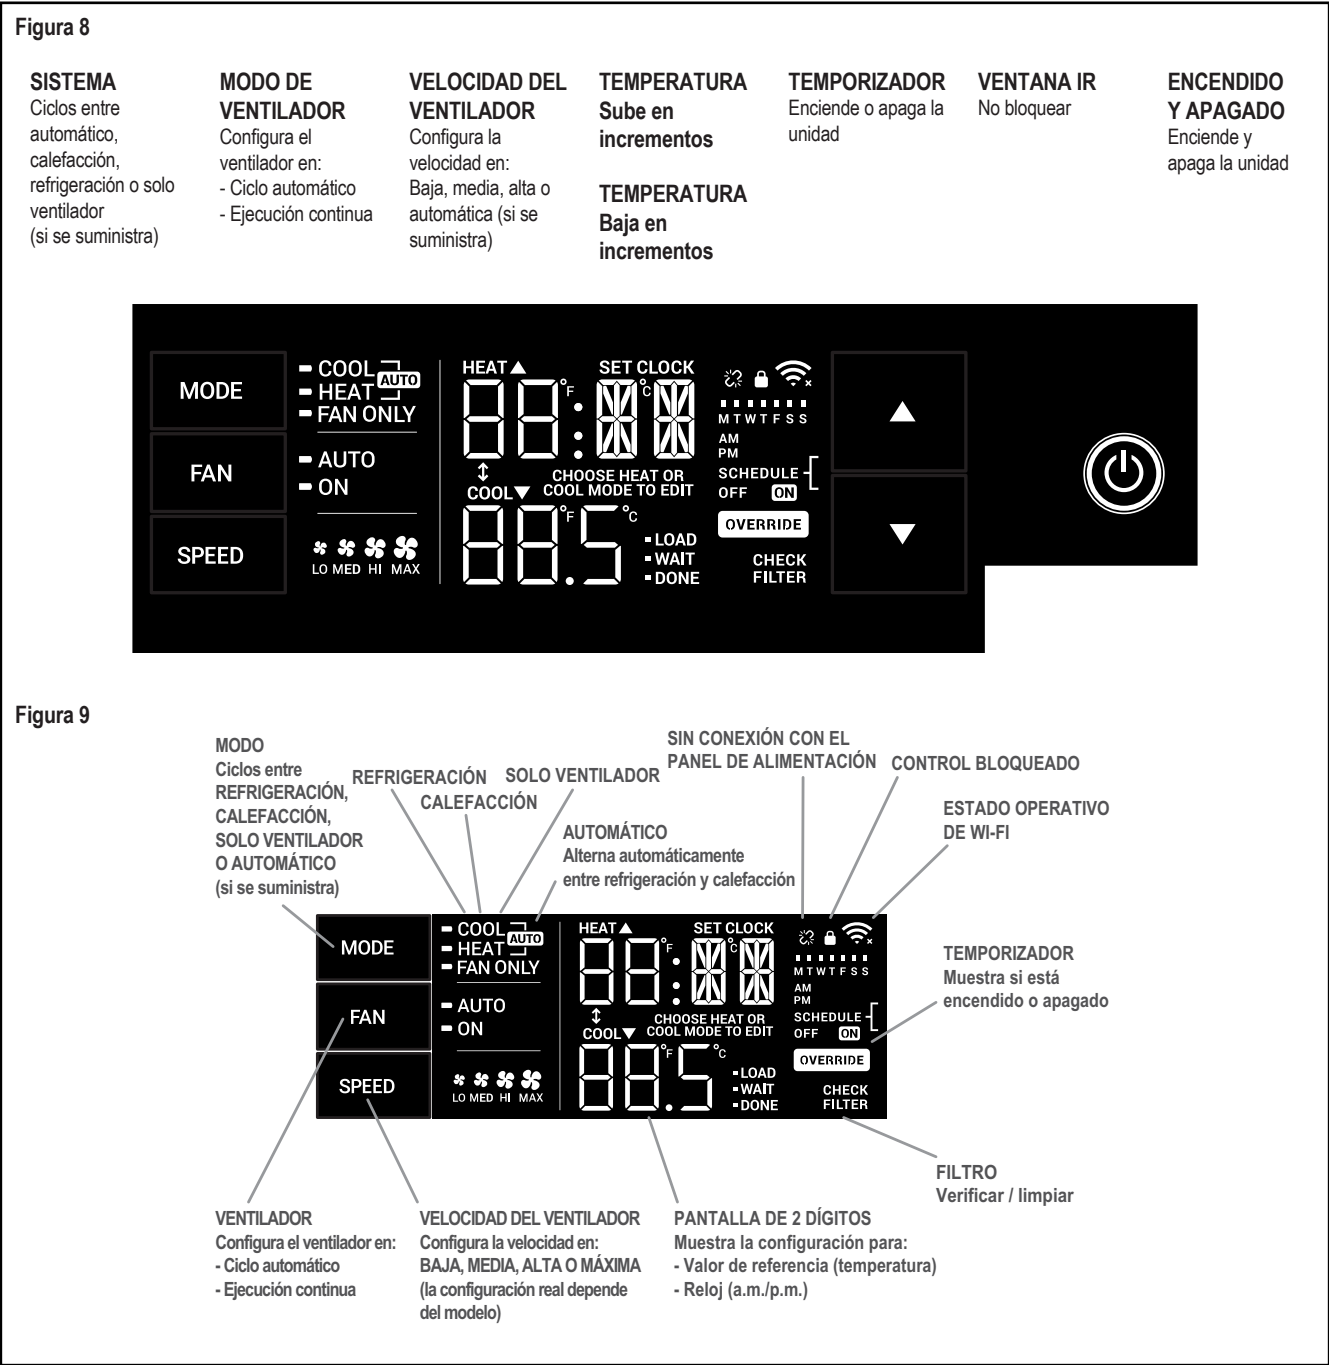 Figura 8
SISTEMA
Ciclos entre
automático,
calefacción,
refrigeración o solo
ventilador
(si se suministra)
MODO DE
VENTILADOR
Configura el
ventilador en:
- Ciclo automático
- Ejecución continua
VELOCIDAD DEL
VENTILADOR
Configura la
velocidad en:
Baja, media, alta o
automática (si se
suministra)
TEMPERATURA
Sube en
incrementos
TEMPERATURA
Baja en
incrementos
TEMPORIZADOR
Enciende o apaga la
unidad
VENTANA IR
No bloquear
ENCENDIDO
Y APAGADO
Enciende y
apaga la unidad
MODE
FAN
SPEED
COOL
HEAT
AUTO
FAN ONLY
AUTO
ON
LO MED HI MAX
HEAT▲
SET CLOCK
88:88
°F
°C
CHOOSE HEAT OR
COOL MODE TO EDIT
COOL▼
88.5
°F
°C
LOAD
WAIT
DONE
M T W T F S S
AM
PM
SCHEDULE
OFF ON
OVERRIDE
CHECK
FILTER
Figura 9
MODO
Ciclos entre
REFRIGERACIÓN,
CALEFACCIÓN,
SOLO VENTILADOR
O AUTOMÁTICO
(si se suministra)
REFRIGERACIÓN
CALEFACCIÓN
SOLO VENTILADOR
AUTOMÁTICO
Alterna automáticamente
entre refrigeración y calefacción
SIN CONEXIÓN CON EL
PANEL DE ALIMENTACIÓN
CONTROL BLOQUEADO
ESTADO OPERATIVO
DE WI-FI
TEMPORIZADOR
Muestra si está
encendido o apagado
MODE
FAN
SPEED
COOL
HEAT
AUTO
FAN ONLY
AUTO
ON
LO MED HI MAX
HEAT▲
SET CLOCK
88:88
°F
°C
CHOOSE HEAT OR
COOL MODE TO EDIT
COOL▼
88.5
°F
°C
LOAD
WAIT
DONE
M T W T F S S
AM
PM
SCHEDULE
OFF ON
OVERRIDE
CHECK
FILTER
FILTRO
Verificar / limpiar
VENTILADOR
Configura el ventilador en:
- Ciclo automático
- Ejecución continua
VELOCIDAD DEL VENTILADOR
Configura la velocidad en:
BAJA, MEDIA, ALTA O MÁXIMA
(la configuración real depende
del modelo)
PANTALLA DE 2 DÍGITOS
Muestra la configuración para:
- Valor de referencia (temperatura)
- Reloj (a.m./p.m.)